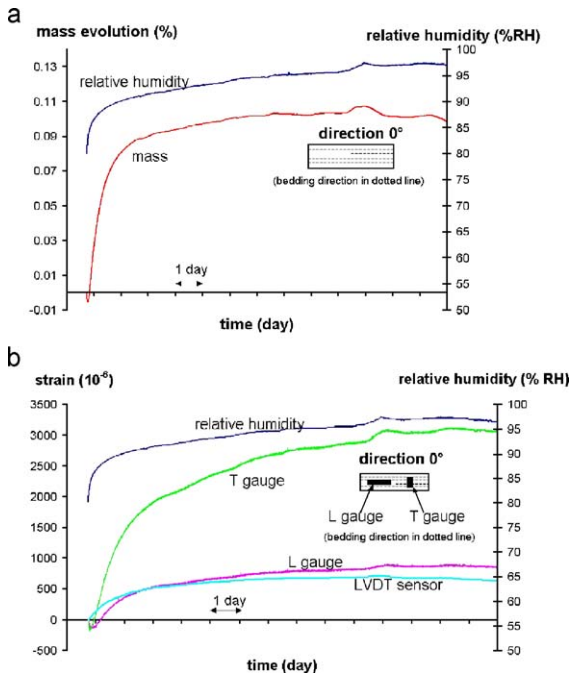 a
mass evolution (%)
relative humidity (%RH)
0.13
0.11
0.09
0.07
0.05
0.03
0.01
-0.01
100
95
90
85
80
75
70
65
60
55
50
relative humidity
mass
direction 0°
(bedding direction in dotted line)
1 day
time (day)
b
strain (10⁻⁶)
relative humidity (% RH)
3500
3000
2500
2000
1500
1000
500
0
-500
100
95
90
85
80
75
70
65
60
55
50
relative humidity
T gauge
direction 0°
L gauge
T gauge
(bedding direction in dotted line)
L gauge
LVDT sensor
1 day
time (day)